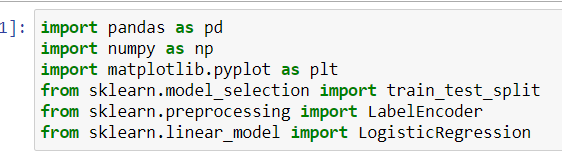 1]: import pandas as pd
import numpy as np
import matplotlib.pyplot as plt
from sklearn.model_selection import train_test_split
from sklearn.preprocessing import LabelEncoder
from sklearn.linear_model import LogisticRegression